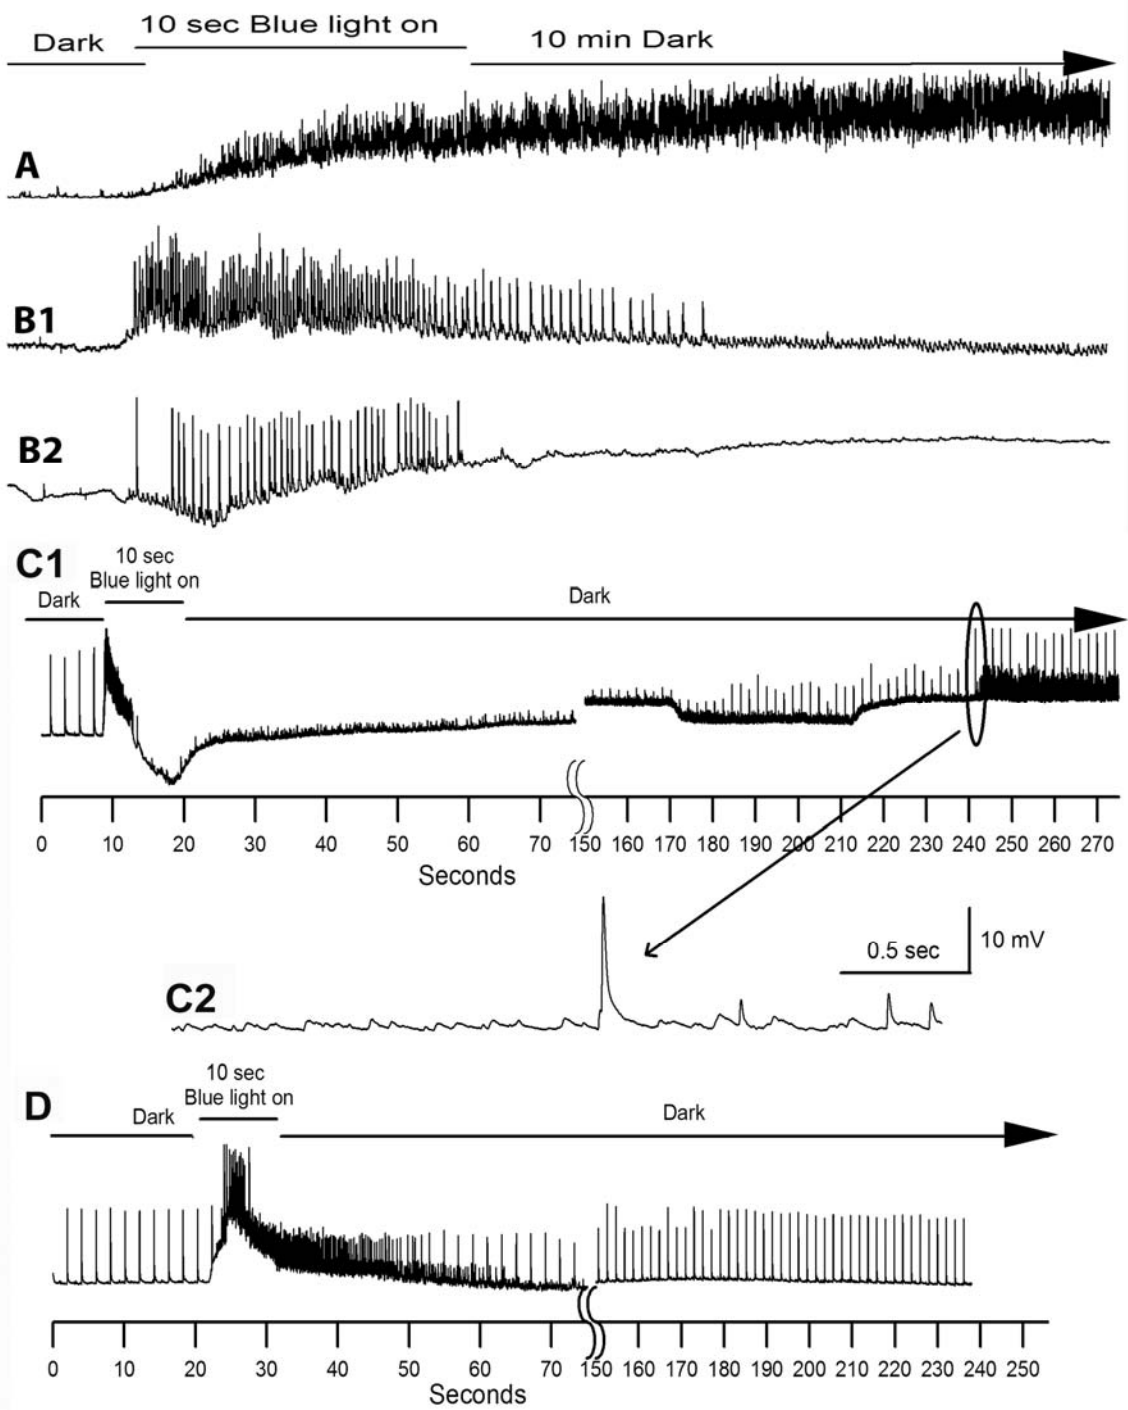 10 sec Blue light on
Dark
10 min Dark
A
B1
B2
C1
10 sec
Blue light on
Dark
Dark
0 10 20 30 40 50 60 70 150 160 170 180 190 200 210 220 230 240 250 260 270
Seconds
0.5 sec
10 mV
C2
10 sec
Blue light on
D
Dark
Dark
0 10 20 30 40 50 60 70 150 160 170 180 190 200 210 220 230 240 250
Seconds